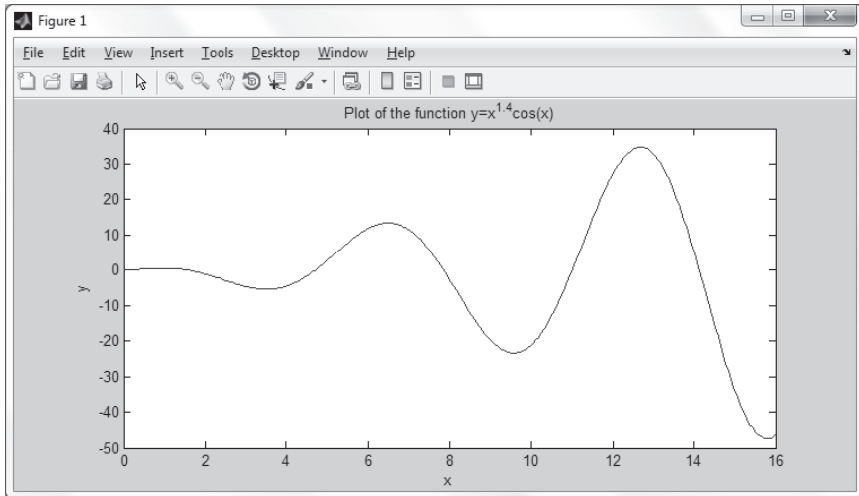 Figure 1
File Edit View Insert Tools Desktop Window Help
Plot of the function y=x^1.4cos(x)
40
30
20
10
0
-10
-20
-30
-40
-50
y
0 2 4 6 8 10 12 14 16
x